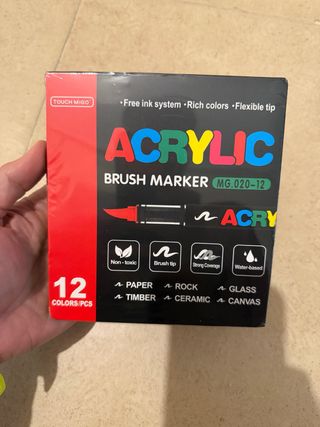 TOUCH MIGO
•Free ink system •Rich colors •Flexible tip
ACRYLIC
BRUSH MARKER MG.020-12
ACRY
Non-toxic Brush tip Strong Coverage Water-based
12
COLORS/PCS
PAPER ROCK GLASS
TIMBER CERAMIC CANVAS